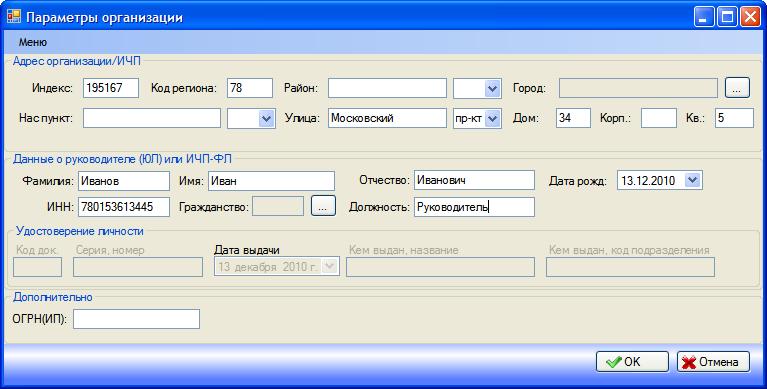 Параметры организации
Меню
Адрес организации/ИЧП
Индекс: 195167 Код региона: 78 Район: Город: ...
Нас пункт: Улица: Московский пр-кт Дом: 34 Корп.: Кв.: 5
Данные о руководителе (ЮЛ) или ИЧП-ФЛ
Фамилия: Иванов Имя: Иван Отчество: Иванович Дата рожд: 13.12.2010
ИНН: 780153613445 Гражданство: ... Должность: Руководитель
Удостоверение личности
Код док. Серия, номер Дата выдачи Кем выдан, название Кем выдан, код подразделения
13 декабря 2010 г.
Дополнительно
ОГРН(ИП):
OK Отмена